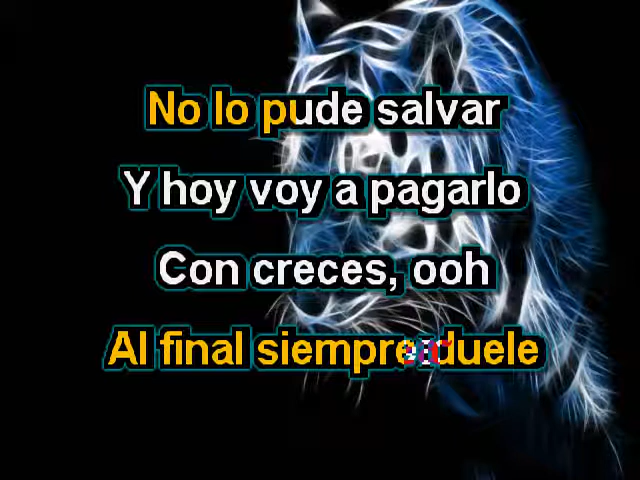 No lo pude salvar
Y hoy voy a pagarlo
Con creces, ooh
Al final siempre duele